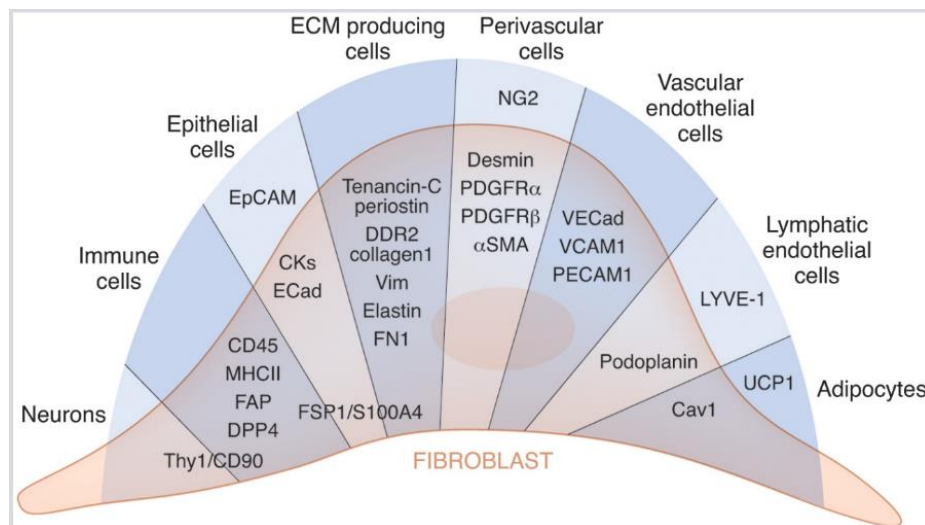 ECM producing
cells
Perivascular
cells
Vascular
endothelial
cells
Epithelial
cells
Immune
cells
Neurons
Lymphatic
endothelial
cells
Adipocytes
NG2
EpCAM
LYVE-1
UCP1
Desmin
PDGFRα
PDGFRβ
αSMA
Tenancin-C
periostin
DDR2
collagen1
Vim
Elastin
FN1
VECad
VCAM1
PECAM1
CKs
ECad
CD45
MHCII
FAP
DPP4
Thy1/CD90
FSP1/S100A4
Podoplanin
Cav1
FIBROBLAST